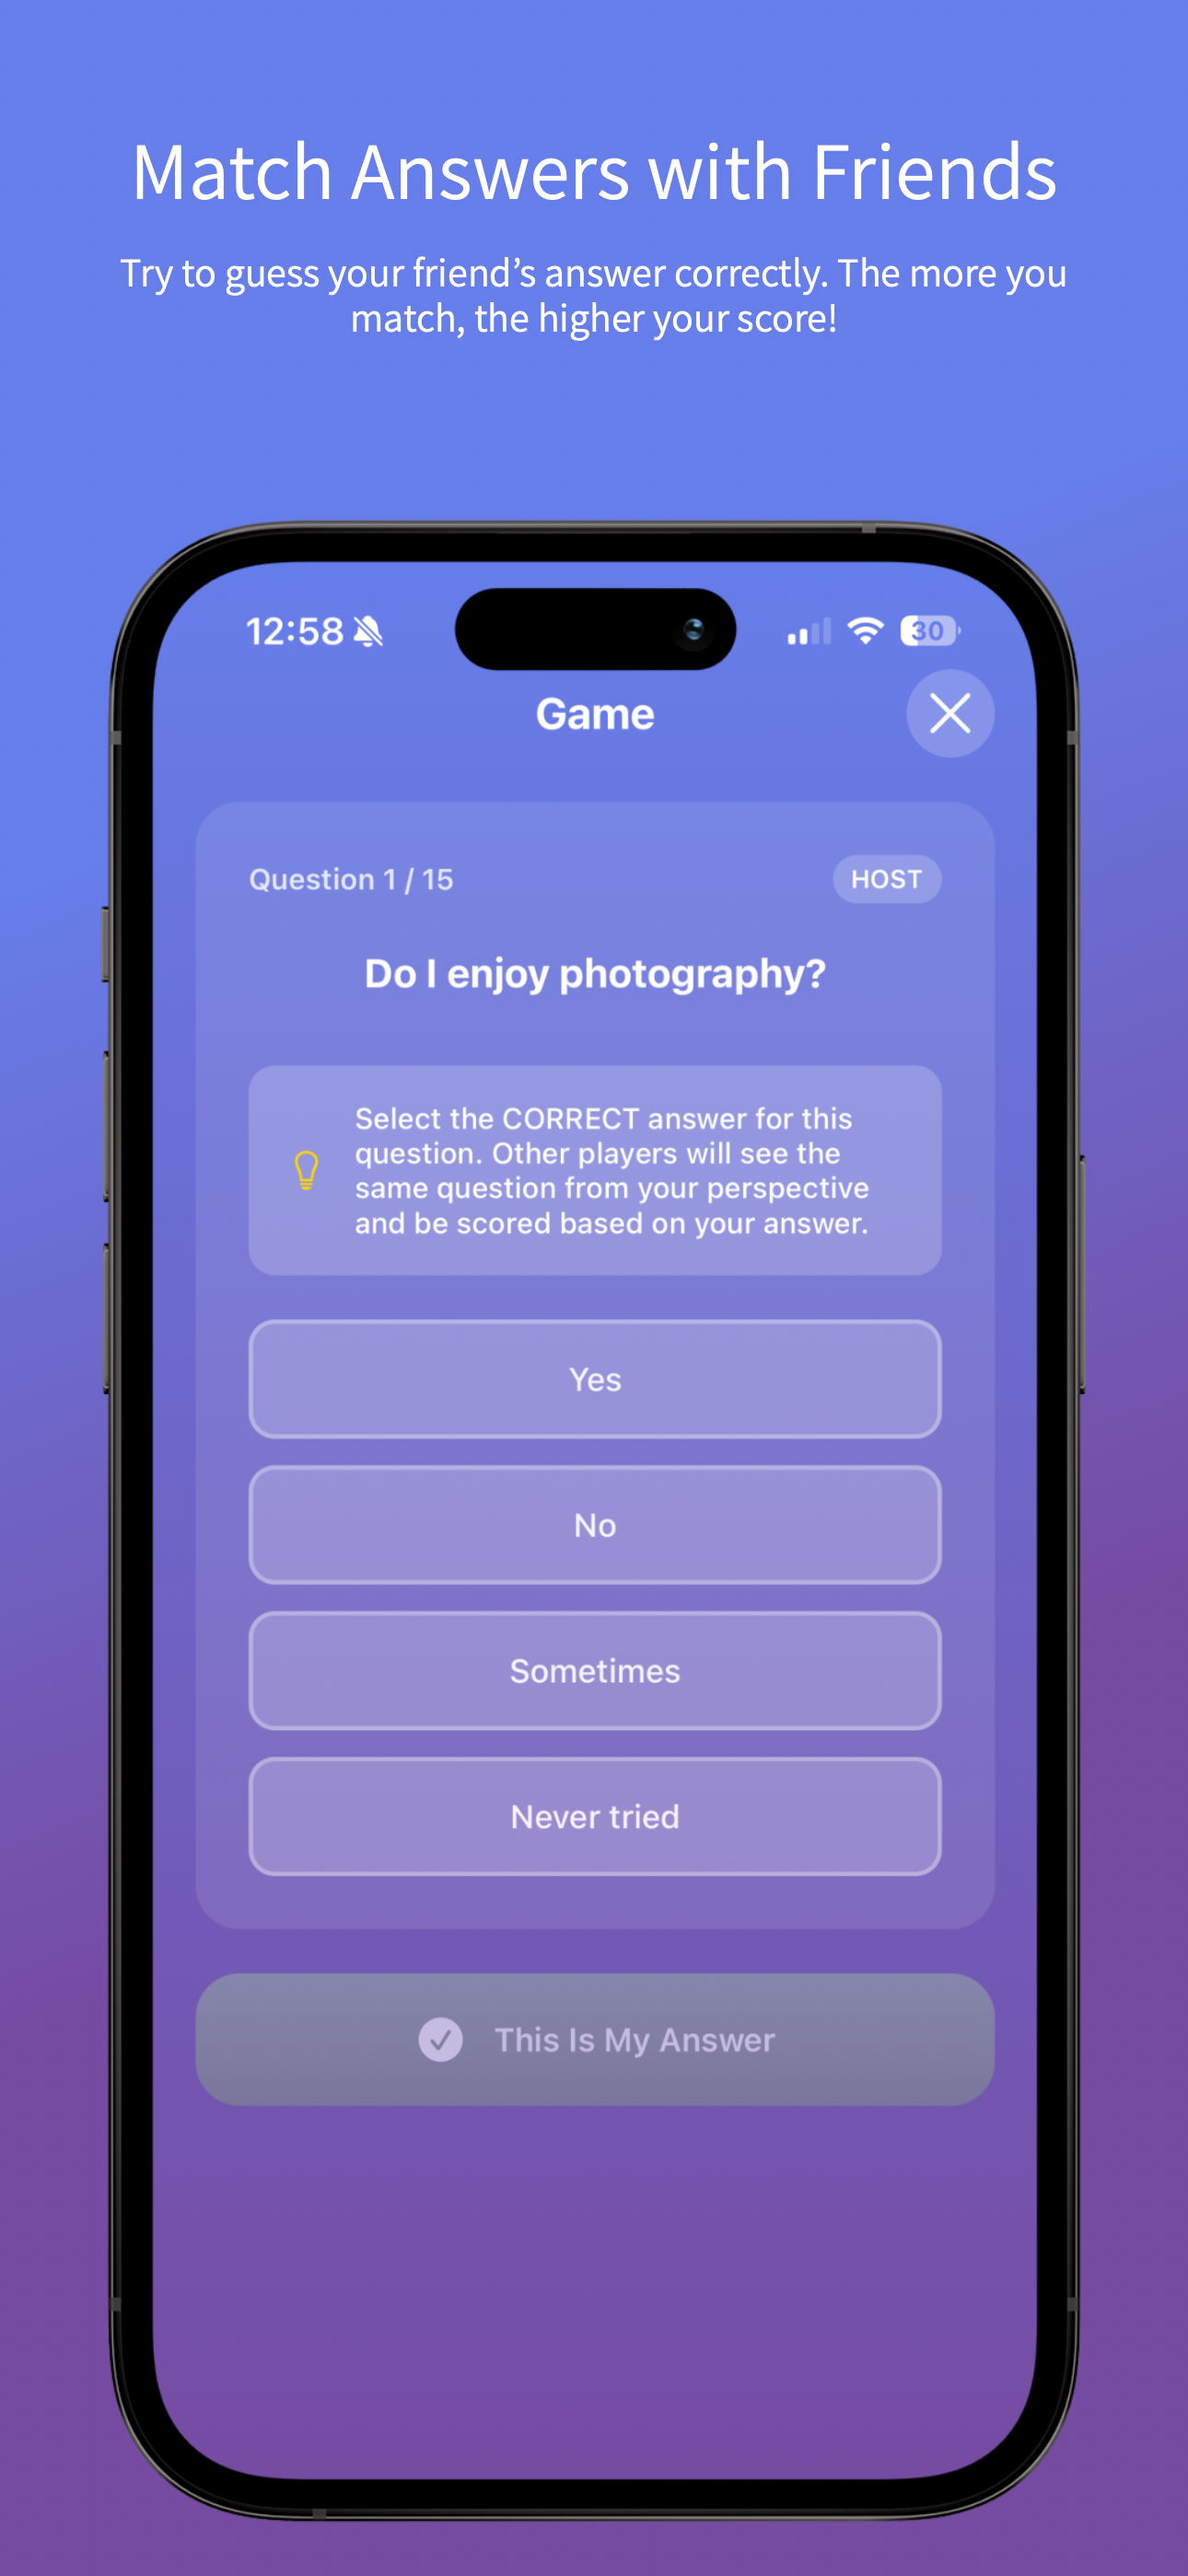 Match Answers with Friends
Try to guess your friend’s answer correctly. The more you
match, the higher your score!
12:58
30
Game
Question 1 / 15
HOST
Do I enjoy photography?
Select the CORRECT answer for this
question. Other players will see the
same question from your perspective
and be scored based on your answer.
Yes
No
Sometimes
Never tried
This Is My Answer